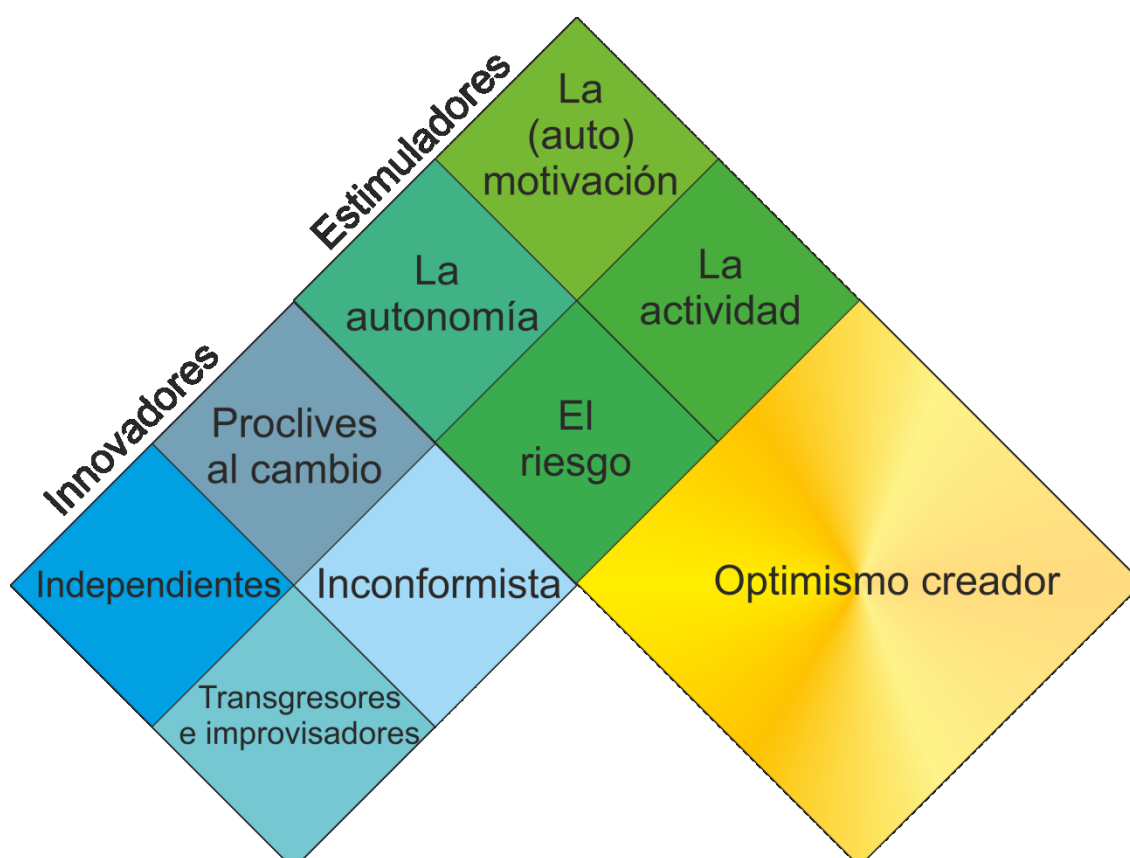 Estimuladores
La
(auto)
motivación
La
autonomía
La
actividad
El
riesgo
Innovadores
Proclives
al cambio
Independientes
Inconformista
Transgresores
e improvisadores
Optimismo creador